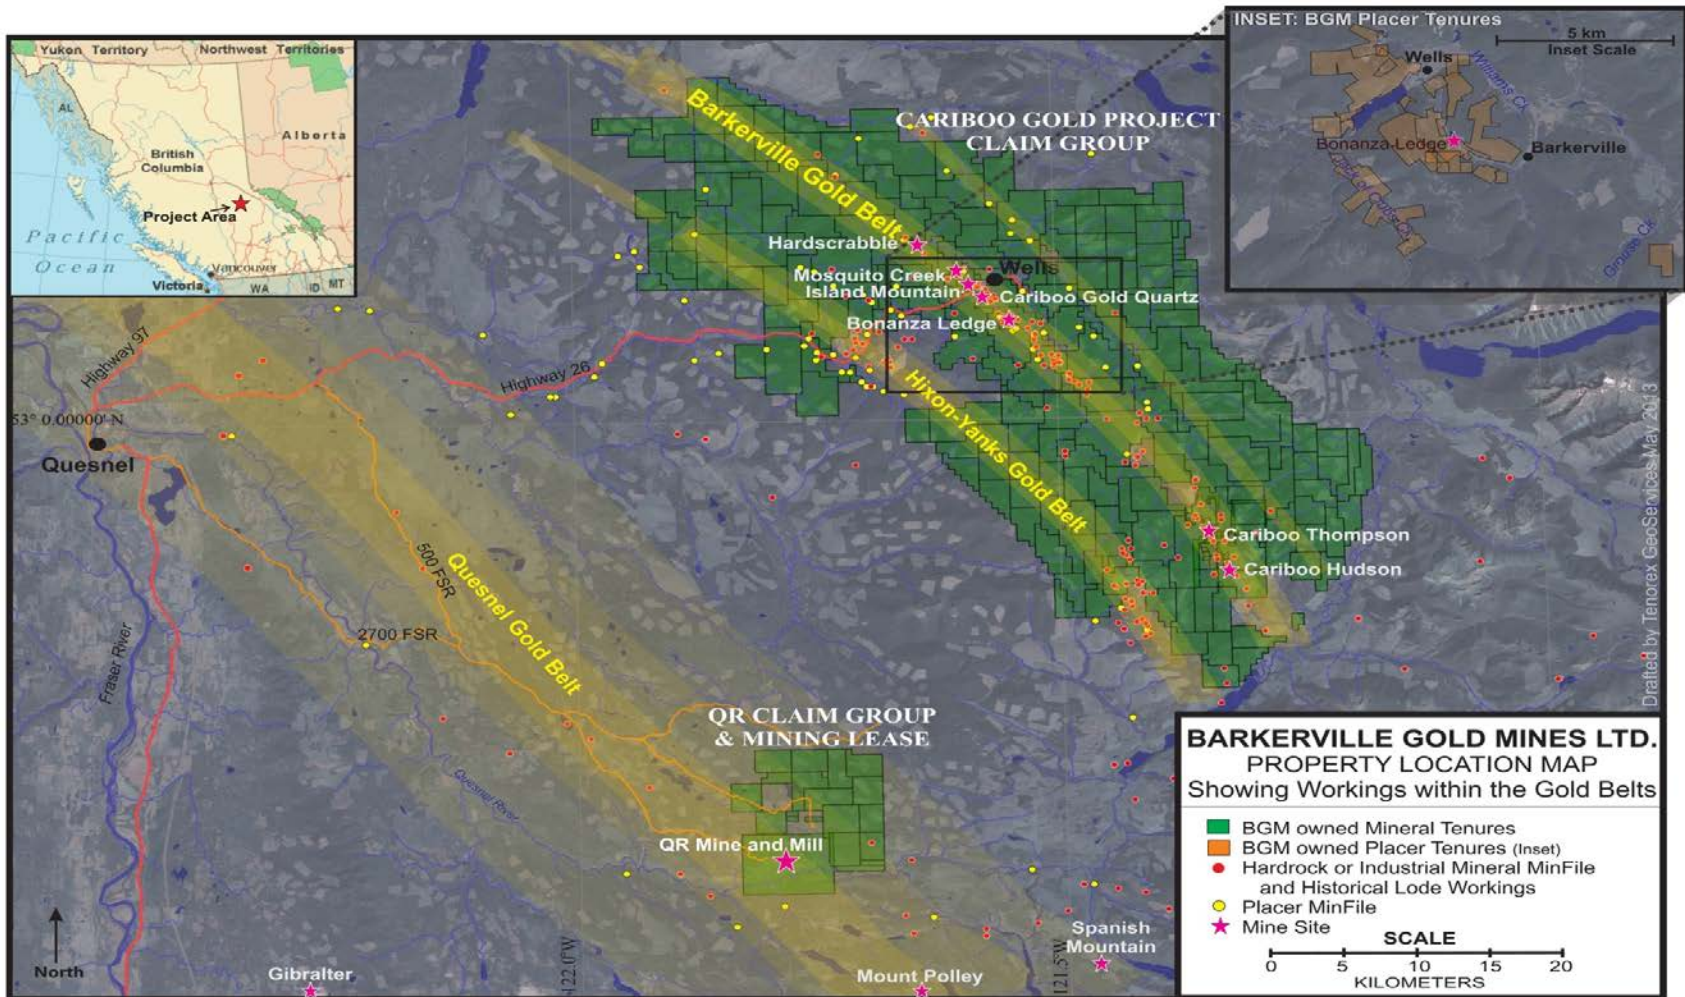 Yukon Territory
Northwest Territories
AL
Alberta
British
Columbia
Project Area
Pacific
Ocean
Vancouver
Victoria
WA
ID
MT
INSET: BGM Placer Tenures
5 km
Inset Scale
Wells
Williams Ck
Bonanza Ledge
Barkerville
Grouse Ck
CARIBOO GOLD PROJECT
CLAIM GROUP
Barkerville Gold Belt
Hardscrabble
Mosquito Creek
Wells
Island Mountain
Cariboo Gold Quartz
Bonanza Ledge
Highway 97
Highway 26
Hixon-Yanks Gold Belt
53° 0.00000' N
Quesnel
500 FSR
Quesnel Gold Belt
2700 FSR
Fraser River
Cariboo Thompson
Cariboo Hudson
Quesnel River
QR CLAIM GROUP
& MINING LEASE
QR Mine and Mill
Spanish
Mountain
Mount Polley
Gibralter
North
122.0°W
121.5°W
Drafted by Tenorex GeoServices May 2013
BARKERVILLE GOLD MINES LTD.
PROPERTY LOCATION MAP
Showing Workings within the Gold Belts
BGM owned Mineral Tenures
BGM owned Placer Tenures (Inset)
Hardrock or Industrial Mineral MinFile
and Historical Lode Workings
Placer MinFile
Mine Site
SCALE
0 5 10 15 20
KILOMETERS